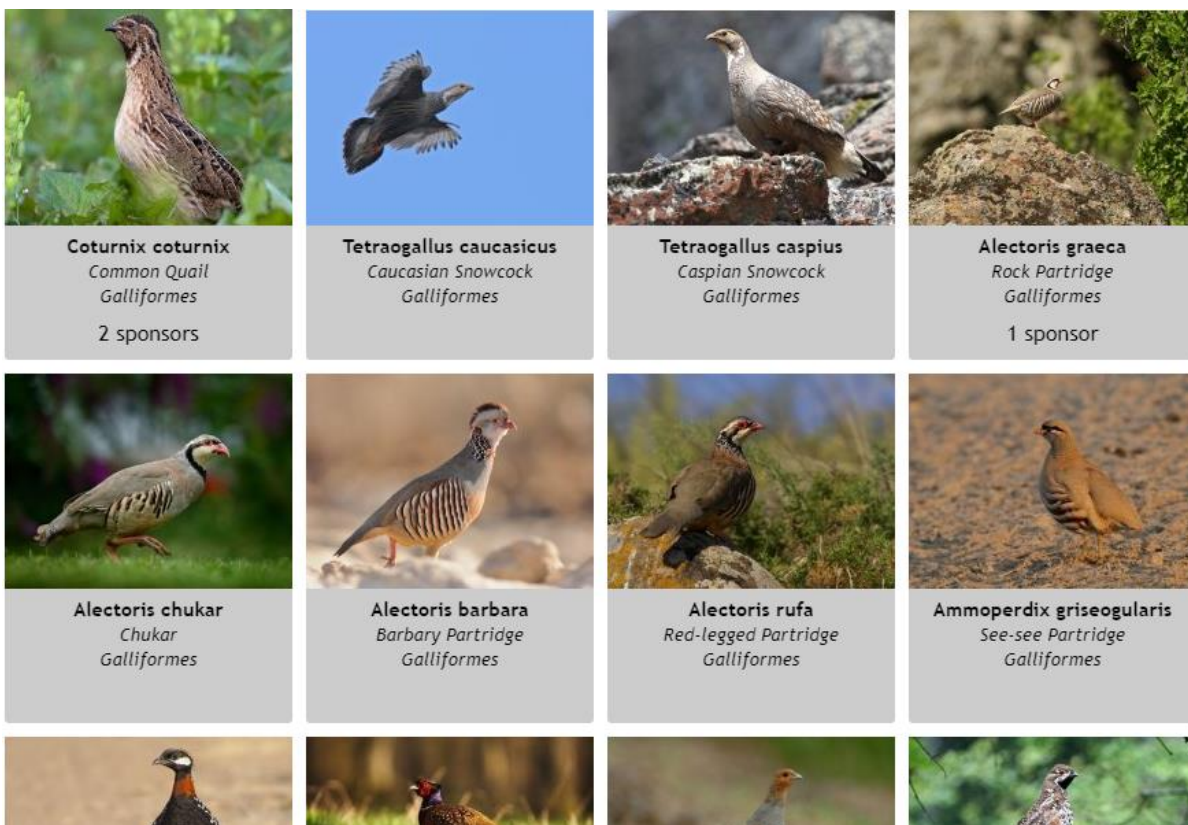 Coturnix coturnix
Common Quail
Galliformes
2 sponsors
Tetraogallus caucasicus
Caucasian Snowcock
Galliformes
Tetraogallus caspius
Caspian Snowcock
Galliformes
Alectoris graeca
Rock Partridge
Galliformes
1 sponsor
Alectoris chukar
Chukar
Galliformes
Alectoris barbara
Barbary Partridge
Galliformes
Alectoris rufa
Red-legged Partridge
Galliformes
Ammoperdix griseogularis
See-see Partridge
Galliformes